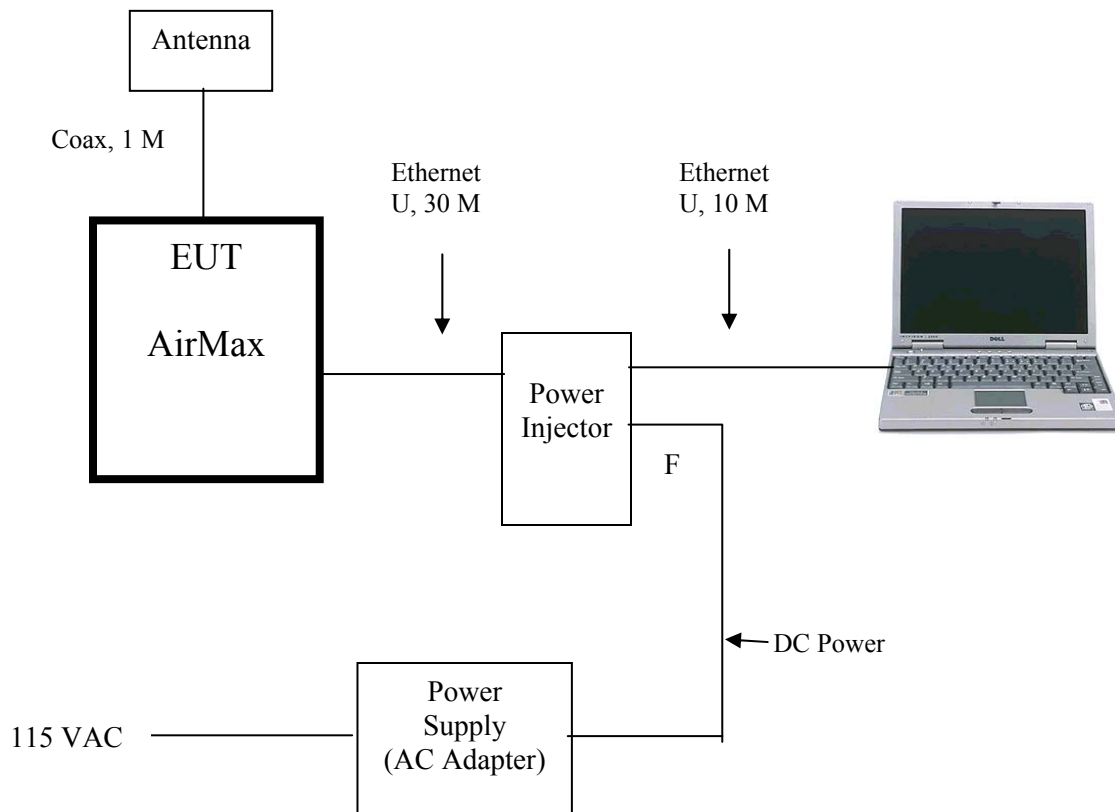 Antenna
Coax, 1 M
Ethernet
U, 30 M
Ethernet
U, 10 M
EUT
AirMax
Power
Injector
DELL
F
DC Power
Power
Supply
(AC Adapter)
115 VAC